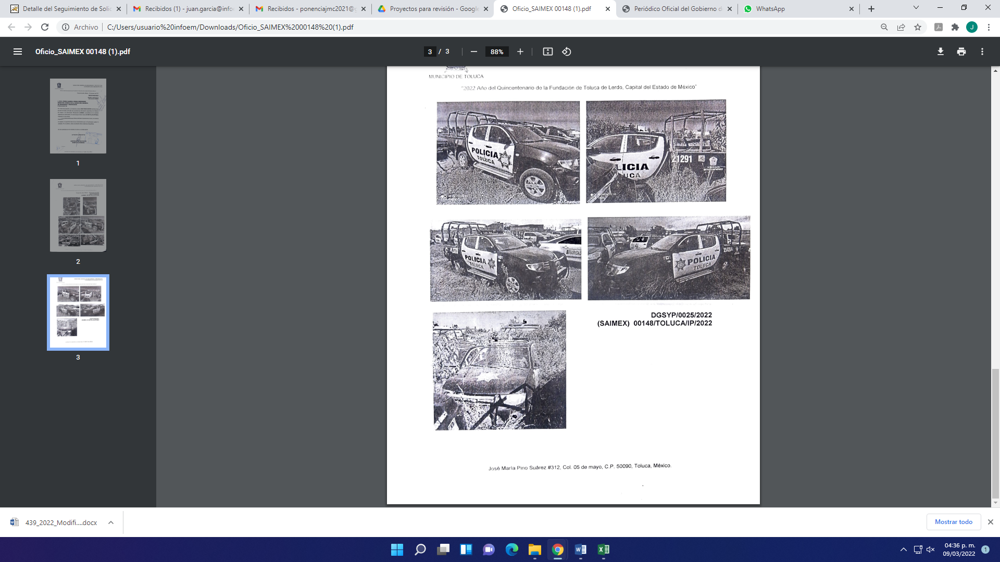 Detalle del Seguimiento de Solic
Recibidos (1) - juan.garcia@info
Recibidos - ponenciajmc2021@g
Proyectos para revisión - Google
Oficio_SAIMEX 00148 (1).pdf
Periódico Oficial del Gobierno d
WhatsApp
Archivo
C:/Users/usuario%20infoem/Downloads/Oficio_SAIMEX%2000148%20(1).pdf
J
Oficio_SAIMEX 00148 (1).pdf
3 / 3
88%
1
2
3
MUNICIPIO DE TOLUCA
"2022 Año del Quincentenario de la Fundación de Toluca de Lerdo, Capital del Estado de México"
POLICIA
TOLUCA
LICIA
UCA
21291
ESTADO DE MÉXICO
POLICIA
TOLUCA
POLICIA
SEGURIDAD
POLICIA
TOLUCA
DGSYP/0025/2022
(SAIMEX) 00148/TOLUCA/IP/2022
José María Pino Suárez #312, Col. 05 de mayo, C.P. 50090, Toluca, México.
439_2022_Modifi....docx
Mostrar todo
04:36 p. m.
09/03/2022
1